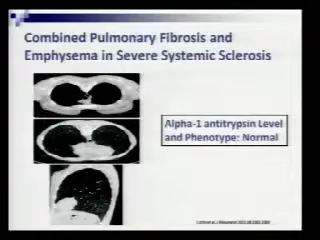 Combined Pulmonary Fibrosis and
Emphysema in Severe Systemic Sclerosis
Alpha-1 antitrypsin Level
and Phenotype: Normal